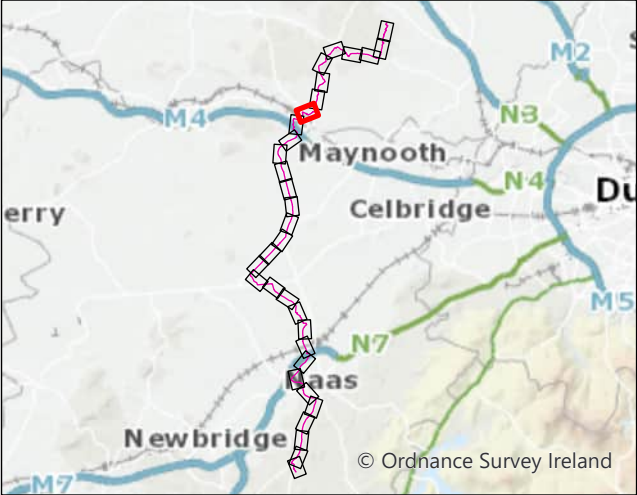 M2
N3
M4
Maynooth
N4
Celbridge
Du
erry
M5
N7
Naas
Newbridge
© Ordnance Survey Ireland
M7